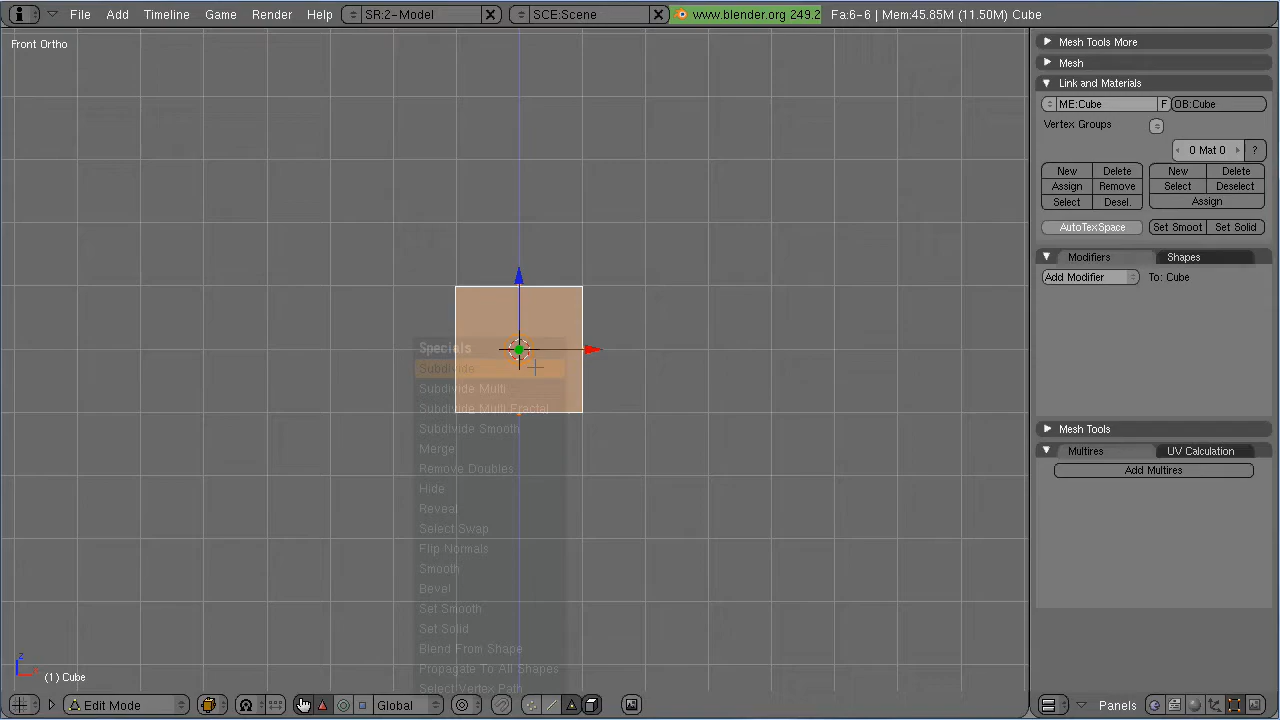 File Add Timeline Game Render Help SR:2-Model SCE:Scene www.blender.org 249.2 Fa:6-6 | Mem:45.85M (11.50M) Cube
Front Ortho
(1) Cube
Specials
Subdivide
Subdivide Multi
Subdivide Multi Fractal
Subdivide Smooth
Merge
Remove Doubles
Hide
Reveal
Select Swap
Flip Normals
Smooth
Bevel
Set Smooth
Set Solid
Blend From Shape
Propagate To All Shapes
Select Vertex Path
z
Mesh Tools More
Mesh
Link and Materials
ME:Cube F OB:Cube
Vertex Groups
0 Mat 0 ?
New Delete New Delete
Assign Remove Select Deselect
Select Desel. Assign
AutoTexSpace Set Smoot Set Solid
Modifiers Shapes
Add Modifier To: Cube
Mesh Tools
Multires UV Calculation
Add Multires
Edit Mode Global Panels